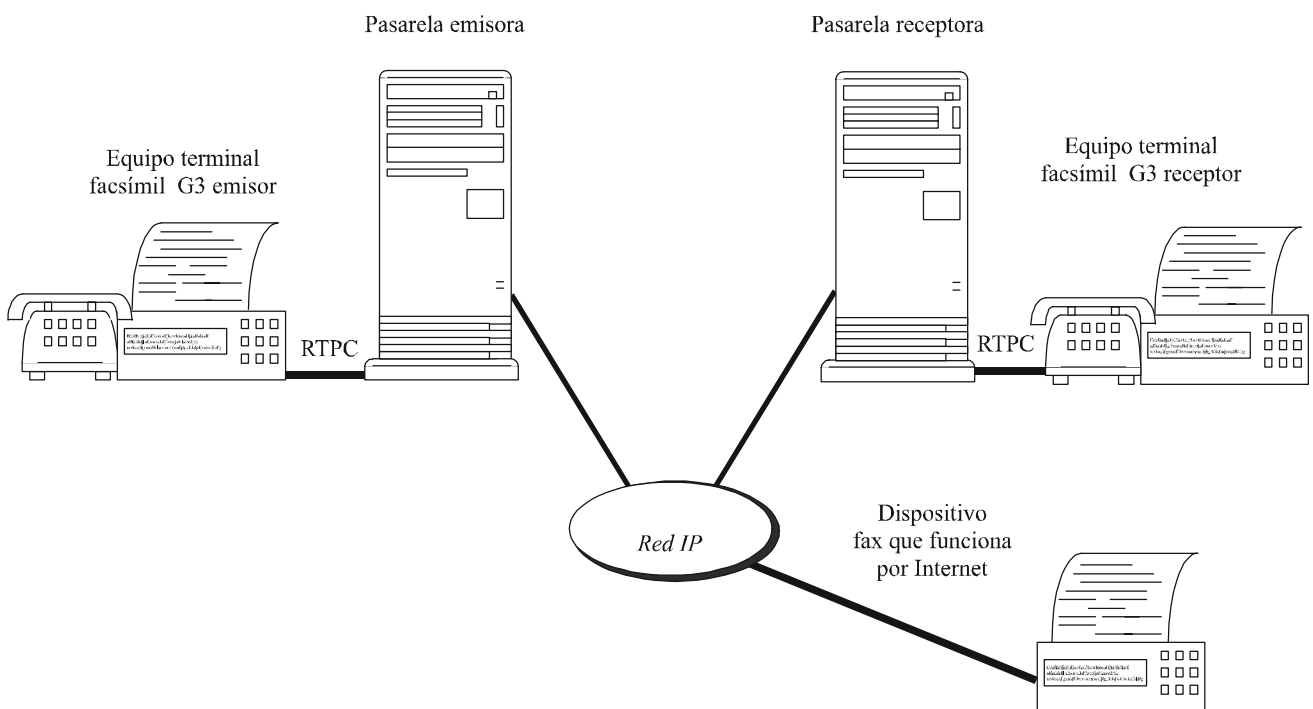 Pasarela emisora
Pasarela receptora
Equipo terminal
facsímil G3 emisor
Equipo terminal
facsímil G3 receptor
RTPC
RTPC
Red IP
Dispositivo
fax que funciona
por Internet